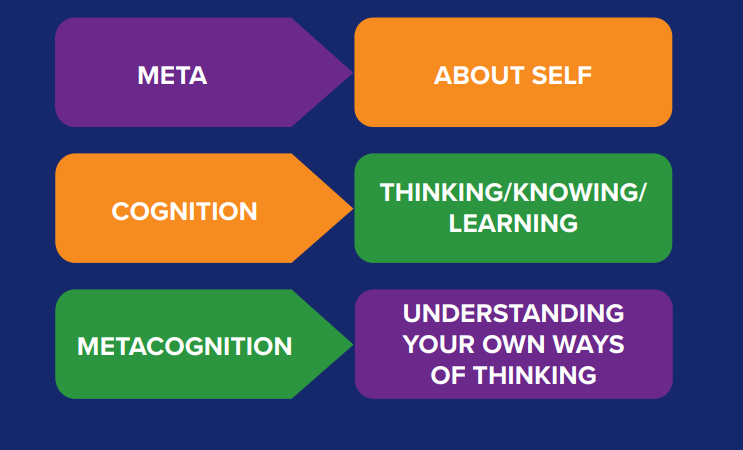 META
ABOUT SELF
COGNITION
THINKING/KNOWING/
LEARNING
METACOGNITION
UNDERSTANDING
YOUR OWN WAYS
OF THINKING